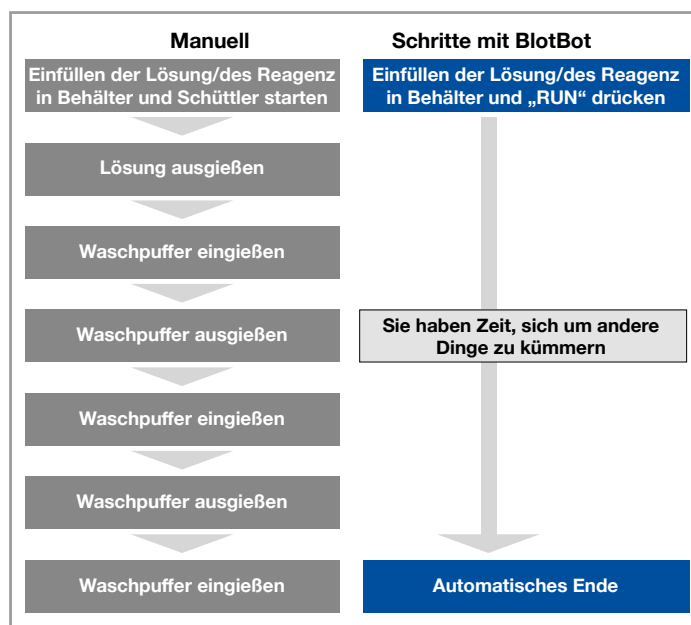 Manuell
Einfüllen der Lösung/des Reagenz
in Behälter und Schüttler starten
Lösung ausgießen
Waschpuffer eingießen
Waschpuffer ausgießen
Waschpuffer eingießen
Waschpuffer ausgießen
Waschpuffer eingießen
Schritte mit BlotBot
Einfüllen der Lösung/des Reagenz
in Behälter und „RUN“ drücken
Sie haben Zeit, sich um andere
Dinge zu kümmern
Automatisches Ende